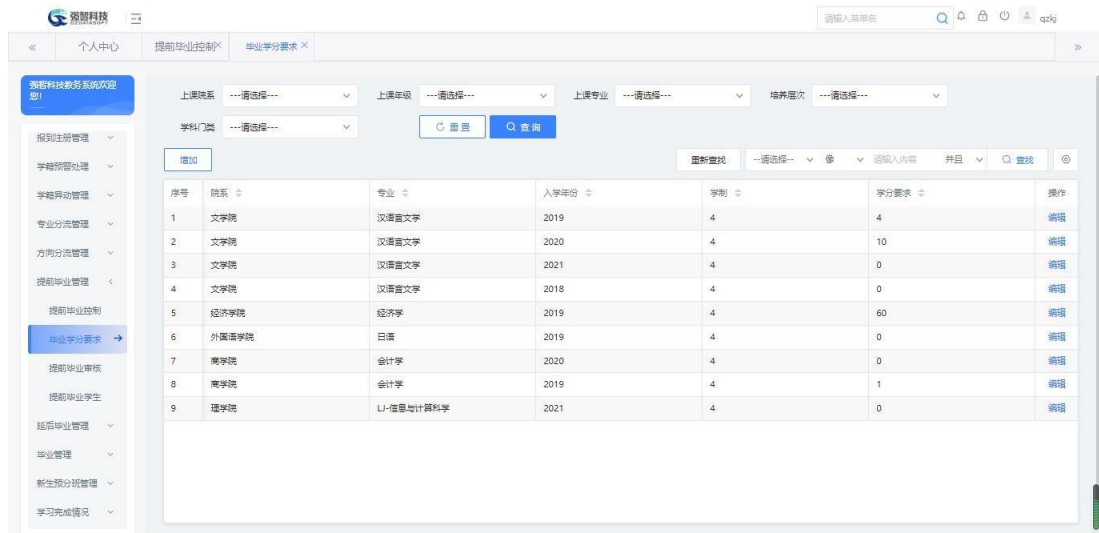 强智科技
QZDATASOFT
请输入菜单名
qzkj
个人中心
提前毕业控制
毕业学分要求
强智科技教务系统欢迎您!
上课院系 ---请选择---
上课年级 ---请选择---
上课专业 ---请选择---
培养层次 ---请选择---
学科门类 ---请选择---
重置
查询
增加
重新查找 --请选择-- 像 请输入内容 并且 查找
报到注册管理
学籍预警处理
学籍异动管理
专业分流管理
方向分流管理
提前毕业管理
提前毕业控制
毕业学分要求
提前毕业审核
提前毕业学生
延后毕业管理
毕业管理
新生预分班管理
学习完成情况
序号 院系 专业 入学年份 学制 学分要求 操作
1 文学院 汉语言文学 2019 4 4 编辑
2 文学院 汉语言文学 2020 4 10 编辑
3 文学院 汉语言文学 2021 4 0 编辑
4 文学院 汉语言文学 2018 4 0 编辑
5 经济学院 经济学 2019 4 60 编辑
6 外国语学院 日语 2019 4 0 编辑
7 商学院 会计学 2020 4 0 编辑
8 商学院 会计学 2019 4 1 编辑
9 理学院 LJ-信息与计算科学 2021 4 0 编辑